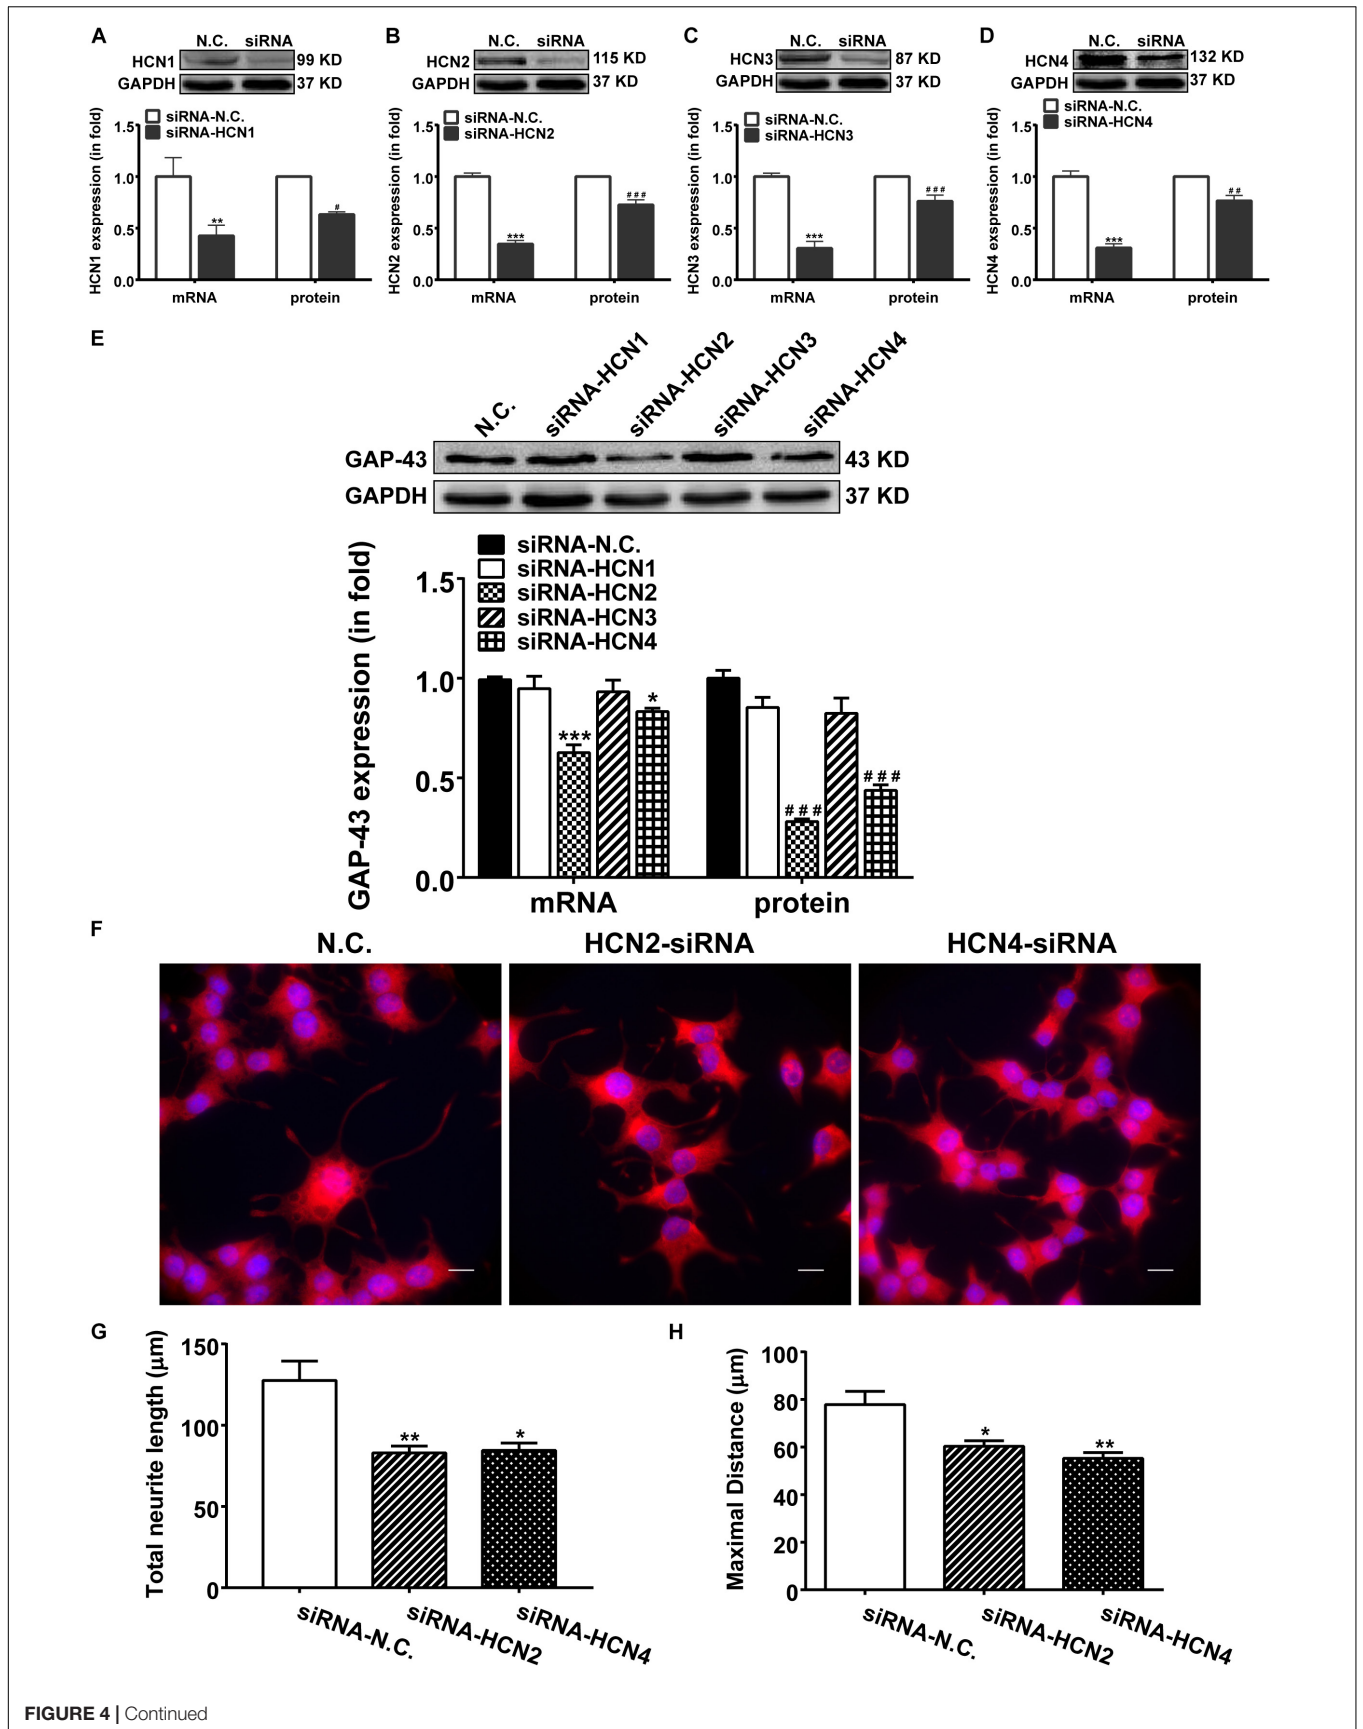 A
N.C. siRNA
HCN1 99 KD
GAPDH 37 KD
siRNA-N.C.
siRNA-HCN1
HCN1 exspression (in fold)
1.5
1.0
0.5
0.0
**
#
mRNA protein
B
N.C. siRNA
HCN2 115 KD
GAPDH 37 KD
siRNA-N.C.
siRNA-HCN2
HCN2 exspression (in fold)
1.5
1.0
0.5
0.0
***
###
mRNA protein
C
N.C. siRNA
HCN3 87 KD
GAPDH 37 KD
siRNA-N.C.
siRNA-HCN3
HCN3 exspression (in fold)
1.5
1.0
0.5
0.0
***
###
mRNA protein
D
N.C. siRNA
HCN4 132 KD
GAPDH 37 KD
siRNA-N.C.
siRNA-HCN4
HCN4 exspression (in fold)
1.5
1.0
0.5
0.0
***
##
mRNA protein
E
N.C. siRNA-HCN1 siRNA-HCN2 siRNA-HCN3 siRNA-HCN4
GAP-43 43 KD
GAPDH 37 KD
siRNA-N.C.
siRNA-HCN1
siRNA-HCN2
siRNA-HCN3
siRNA-HCN4
GAP-43 expression (in fold)
1.5
1.0
0.5
0.0
***
*
###
###
mRNA protein
F
N.C. HCN2-siRNA HCN4-siRNA
G
Total neurite length (μm)
150
100
50
0
**
*
siRNA-N.C. siRNA-HCN2 siRNA-HCN4
H
Maximal Distance (μm)
100
80
60
40
20
0
*
**
siRNA-N.C. siRNA-HCN2 siRNA-HCN4
FIGURE 4 | Continued